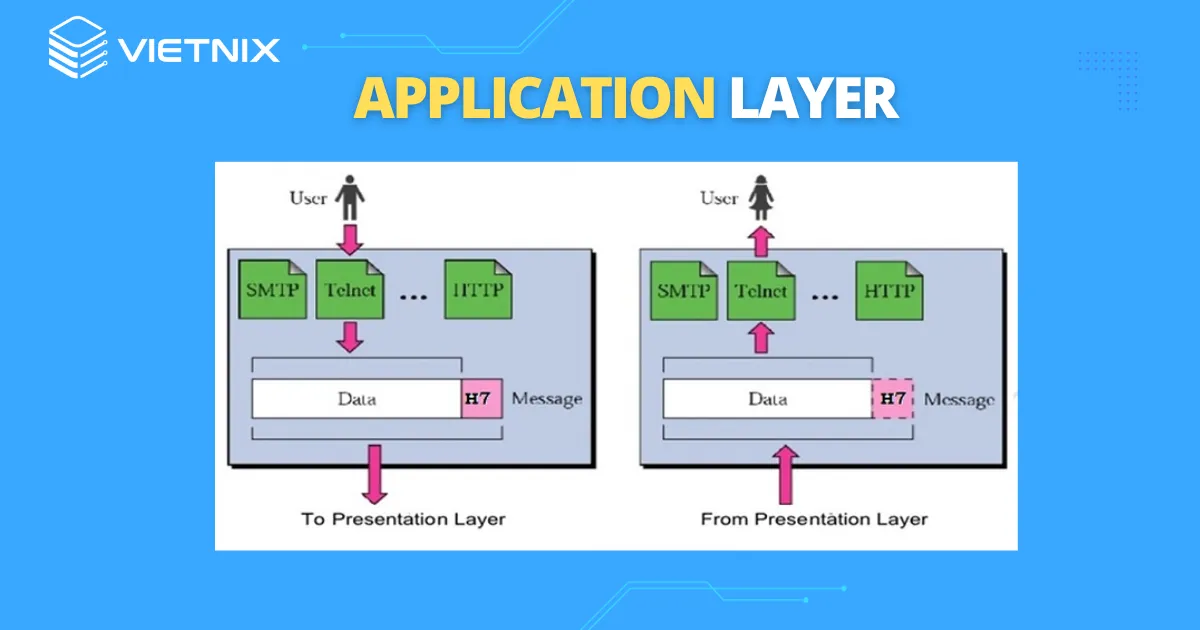 VIETNIX
APPLICATION LAYER
User
SMTP Telnet ... HTTP
Data H7 Message
To Presentation Layer
User
SMTP Telnet ... HTTP
Data H7 Message
From Presentation Layer